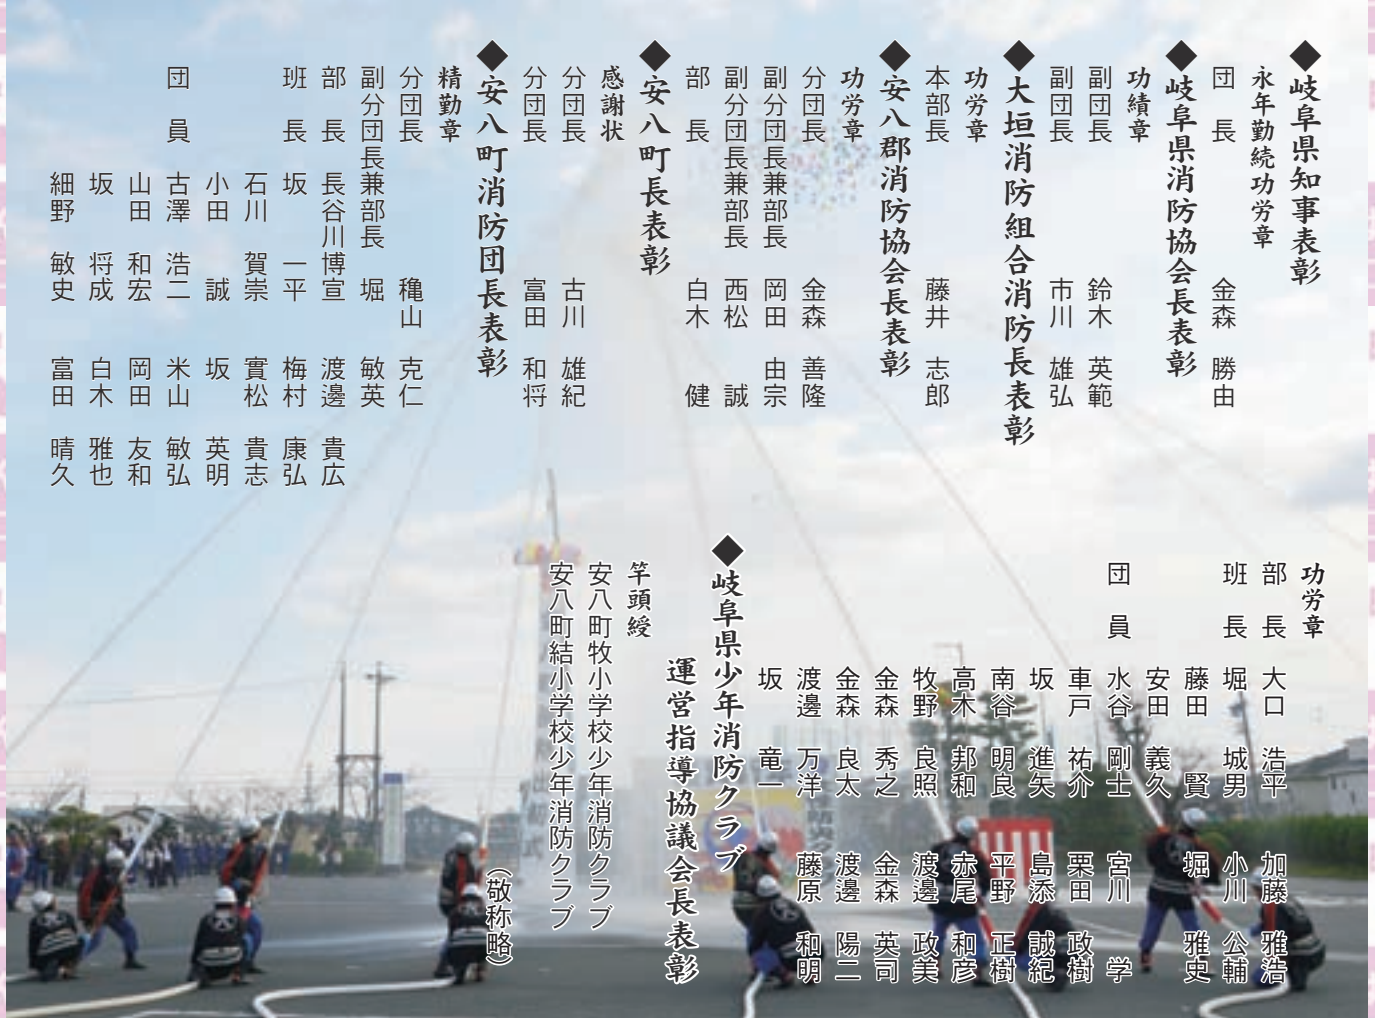 ◆岐阜県知事表彰
永年勤続功労章
団長 金森 勝由
◆岐阜県消防協会長表彰
功績章
副団長 鈴木 英範
副団長 市川 雄弘
◆大垣消防組合消防長表彰
功労章
本部長 藤井 志郎
◆安八郡消防協会長表彰
功労章
分団長 金森 善隆
副分団長兼部長 岡田 由宗
副分団長兼部長 西松 誠
部長 白木 健
◆安八町長表彰
感謝状
分団長 古川 雄紀
分団長 富田 和将
◆安八町消防団長表彰
精勤章
分団長 穐山 克仁
副分団長兼部長 堀 敏英
部長 長谷川 博宣 渡邊 貴広
班長 坂 一平 梅村 康弘
石川 賀崇 實松 貴志
小田 誠 坂 英明
団員 古澤 浩二 米山 敏弘
山田 和宏 岡田 友和
坂 将成 白木 雅也
細野 敏史 富田 晴久
功労章
部長 大口 浩平 加藤 雅浩
班長 堀 城男 小川 公輔
藤田 賢 堀 雅史
安田 義久
団員 水谷 剛士 宮川 学
車戸 祐介 栗田 政樹
坂 進矢 島添 誠紀
南谷 明良 平野 正樹
高木 邦和 赤尾 和彦
牧野 良照 渡邊 政美
金森 秀之 金森 英司
金森 良太 渡邊 陽二
渡邊 万洋 藤原 和明
坂 竜一
◆岐阜県少年消防クラブ
運営指導協議会長表彰
竿頭綬
安八町牧小学校少年消防クラブ
安八町結小学校少年消防クラブ
（敬称略）